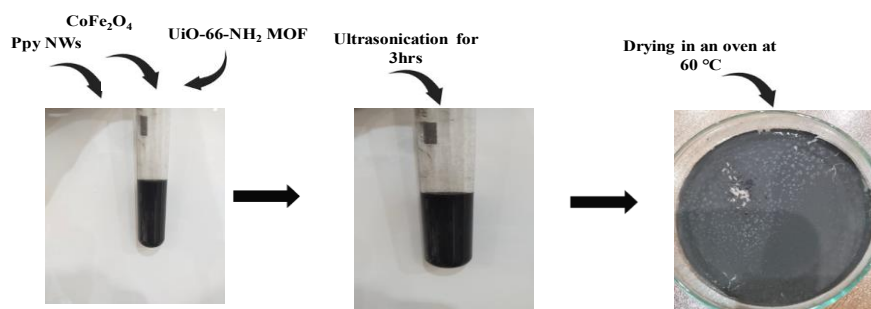 CoFe₂O₄
Ppy NWs
UiO-66-NH₂ MOF
Ultrasonication for
3hrs
Drying in an oven at
60 °C